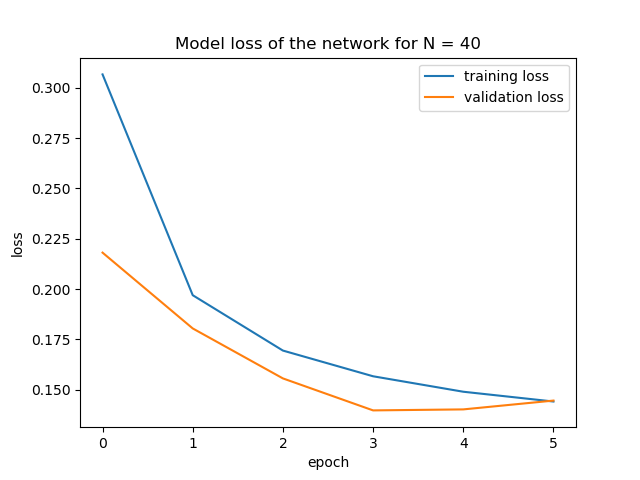 Model loss of the network for N = 40
training loss
validation loss
0.300
0.275
0.250
0.225
0.200
0.175
0.150
loss
0 1 2 3 4 5
epoch